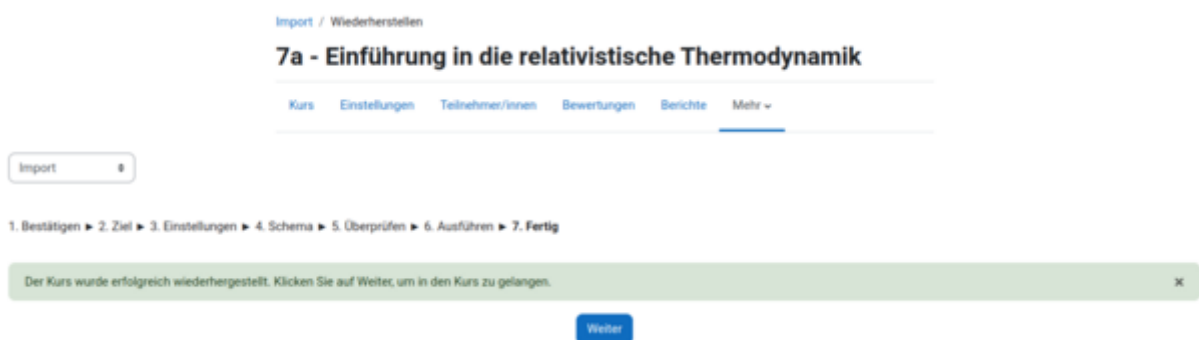 Import / Wiederherstellen
7a - Einführung in die relativistische Thermodynamik
Kurs Einstellungen Teilnehmer/innen Bewertungen Berichte Mehr
Import
1. Bestätigen ► 2. Ziel ► 3. Einstellungen ► 4. Schema ► 5. Überprüfen ► 6. Ausführen ► 7. Fertig
Der Kurs wurde erfolgreich wiederhergestellt. Klicken Sie auf Weiter, um in den Kurs zu gelangen. ×
Weiter